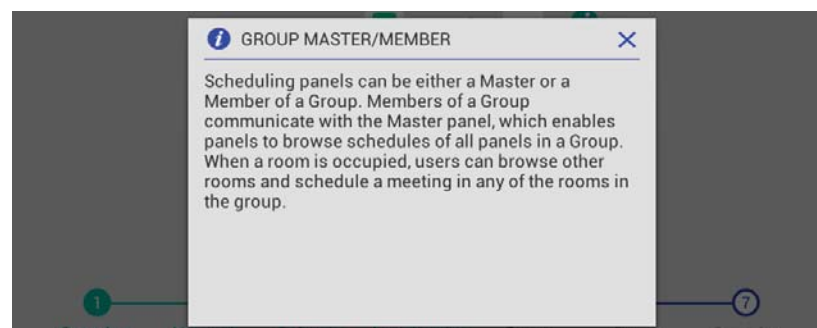 GROUP MASTER/MEMBER
Scheduling panels can be either a Master or a
Member of a Group. Members of a Group
communicate with the Master panel, which enables
panels to browse schedules of all panels in a Group.
When a room is occupied, users can browse other
rooms and schedule a meeting in any of the rooms in
the group.
1
7